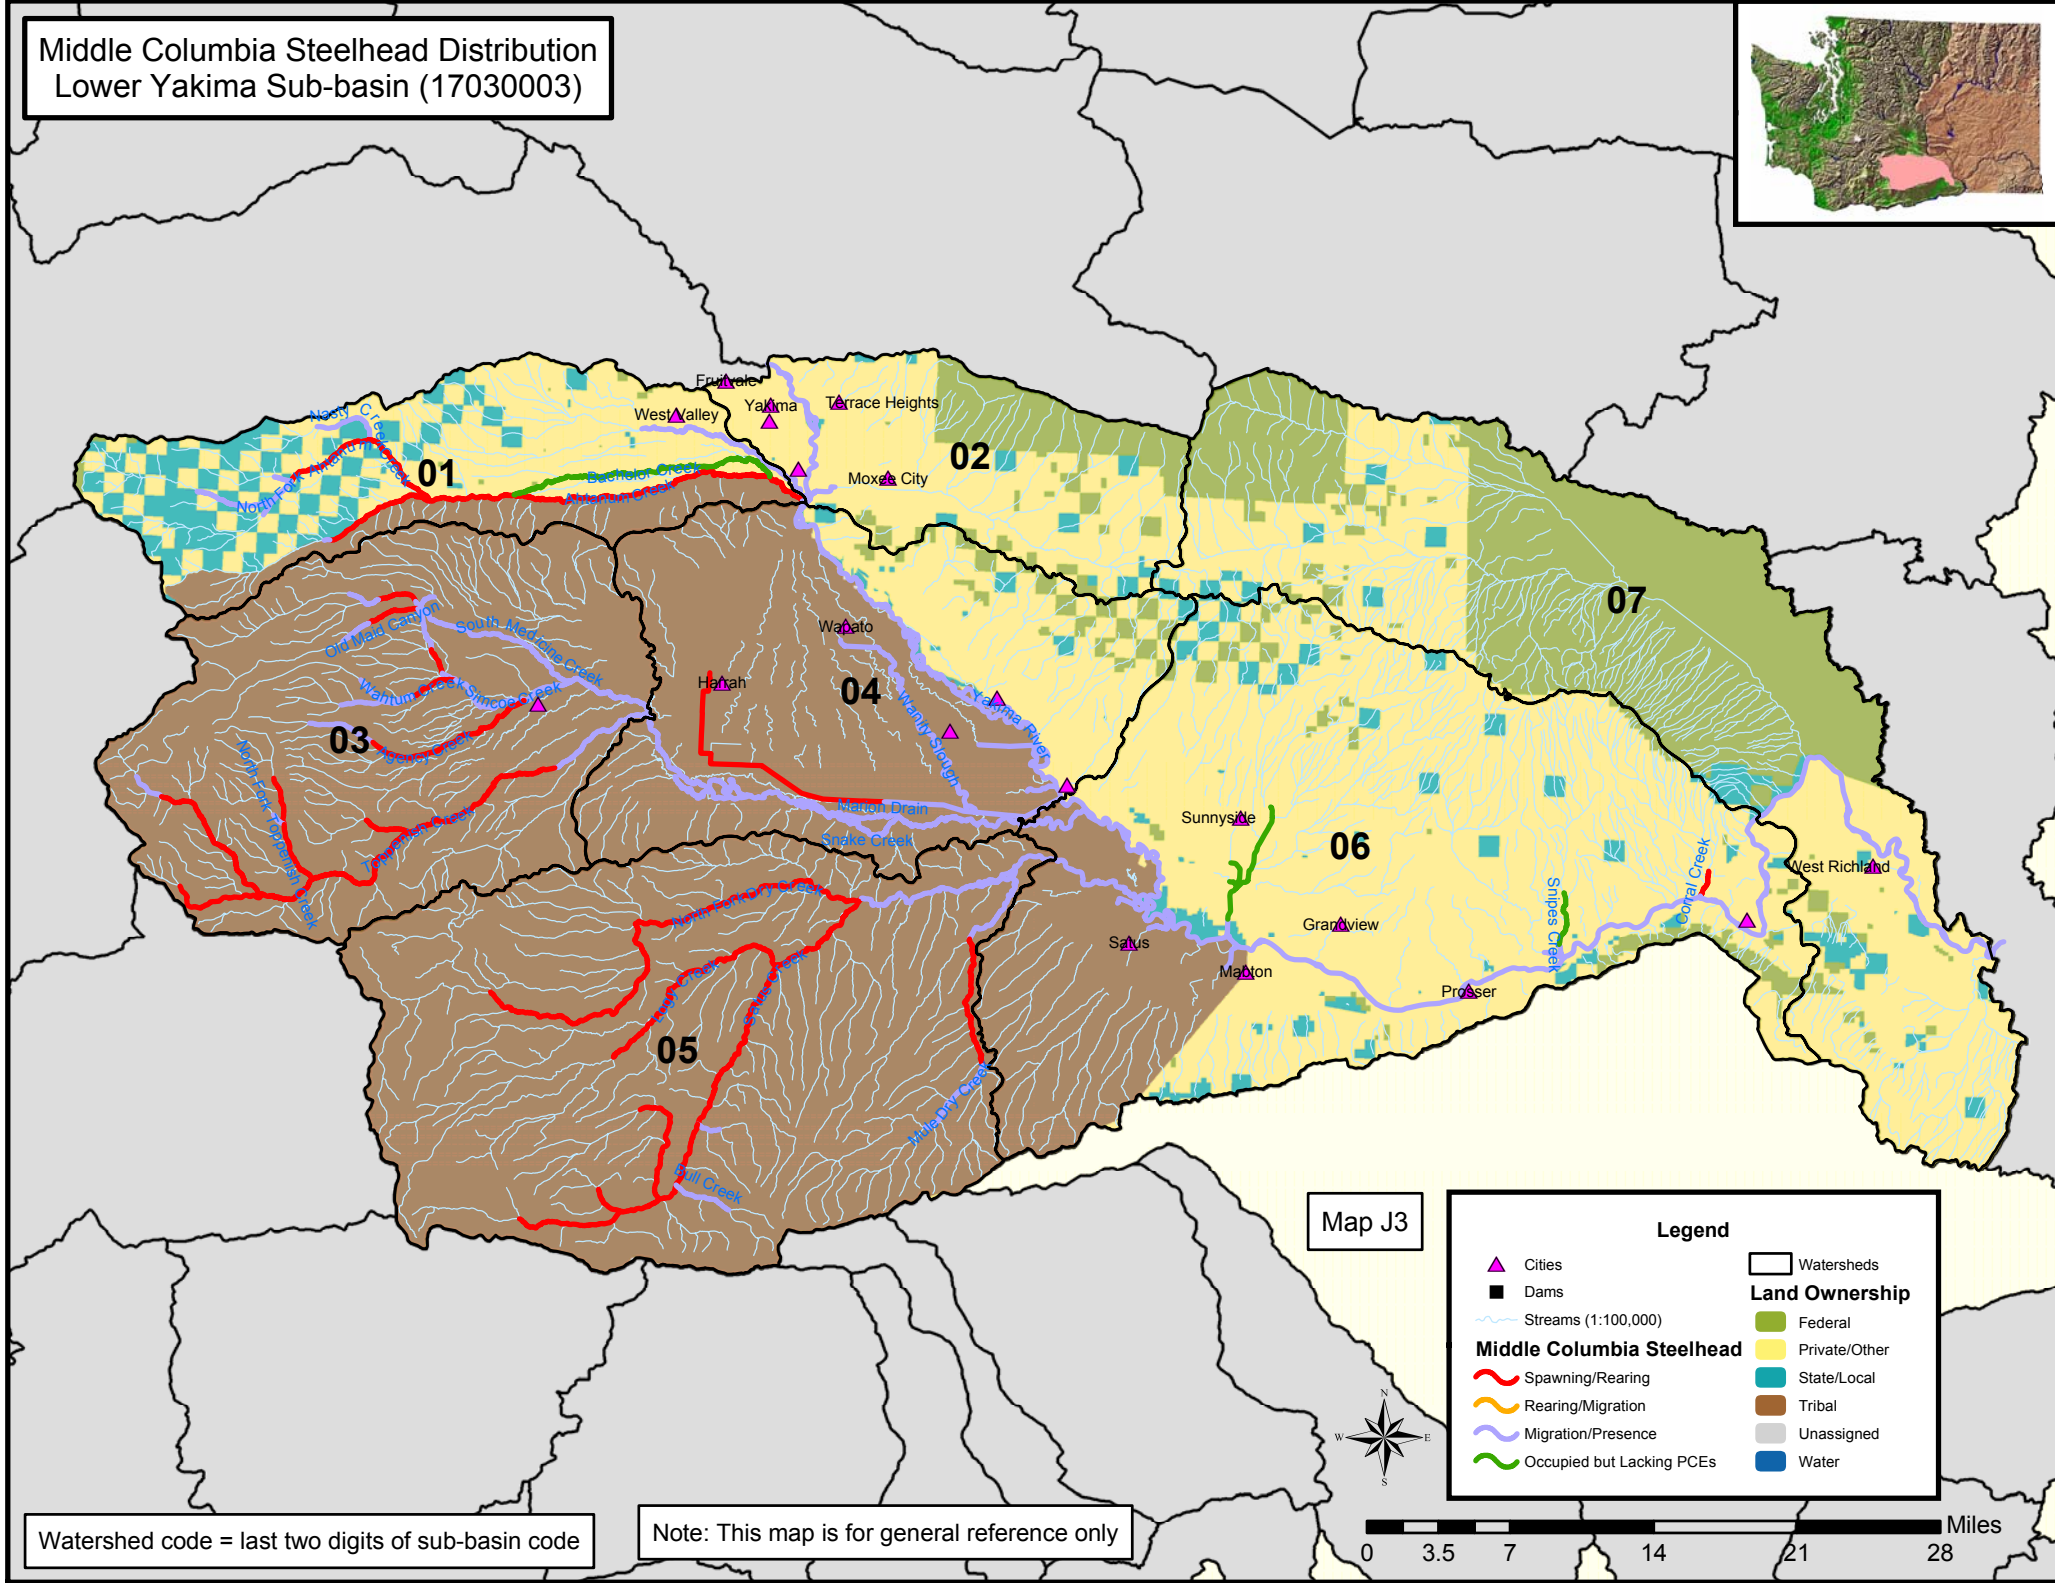 Middle Columbia Steelhead Distribution
Lower Yakima Sub-basin (17030003)
Fruitvale
West Valley
Yakima
Terrace Heights
Moxee City
Nasty Creek
North Fork Ahtanum Creek
Bachelor Creek
Ahtanum Creek
01
02
Old Maid Canyon
South Medicine Creek
Wahtum Creek
Simcoe Creek
Agency Creek
03
North Fork Toppenish Creek
Toppenish Creek
Wapato
Harrah
04
Wanity Slough
Yakima River
Marion Drain
Snake Creek
07
Sunnyside
06
Grandview
Satus
Mabton
Prosser
Snipes Creek
Corral Creek
West Richland
North Fork Dry Creek
Logy Creek
Satus Creek
05
Mule Dry Creek
Bull Creek
Map J3
Legend
Cities
Dams
Streams (1:100,000)
Middle Columbia Steelhead
Spawning/Rearing
Rearing/Migration
Migration/Presence
Occupied but Lacking PCEs
Watersheds
Land Ownership
Federal
Private/Other
State/Local
Tribal
Unassigned
Water
N
W
E
S
Watershed code = last two digits of sub-basin code
Note: This map is for general reference only
Miles
0 3.5 7 14 21 28